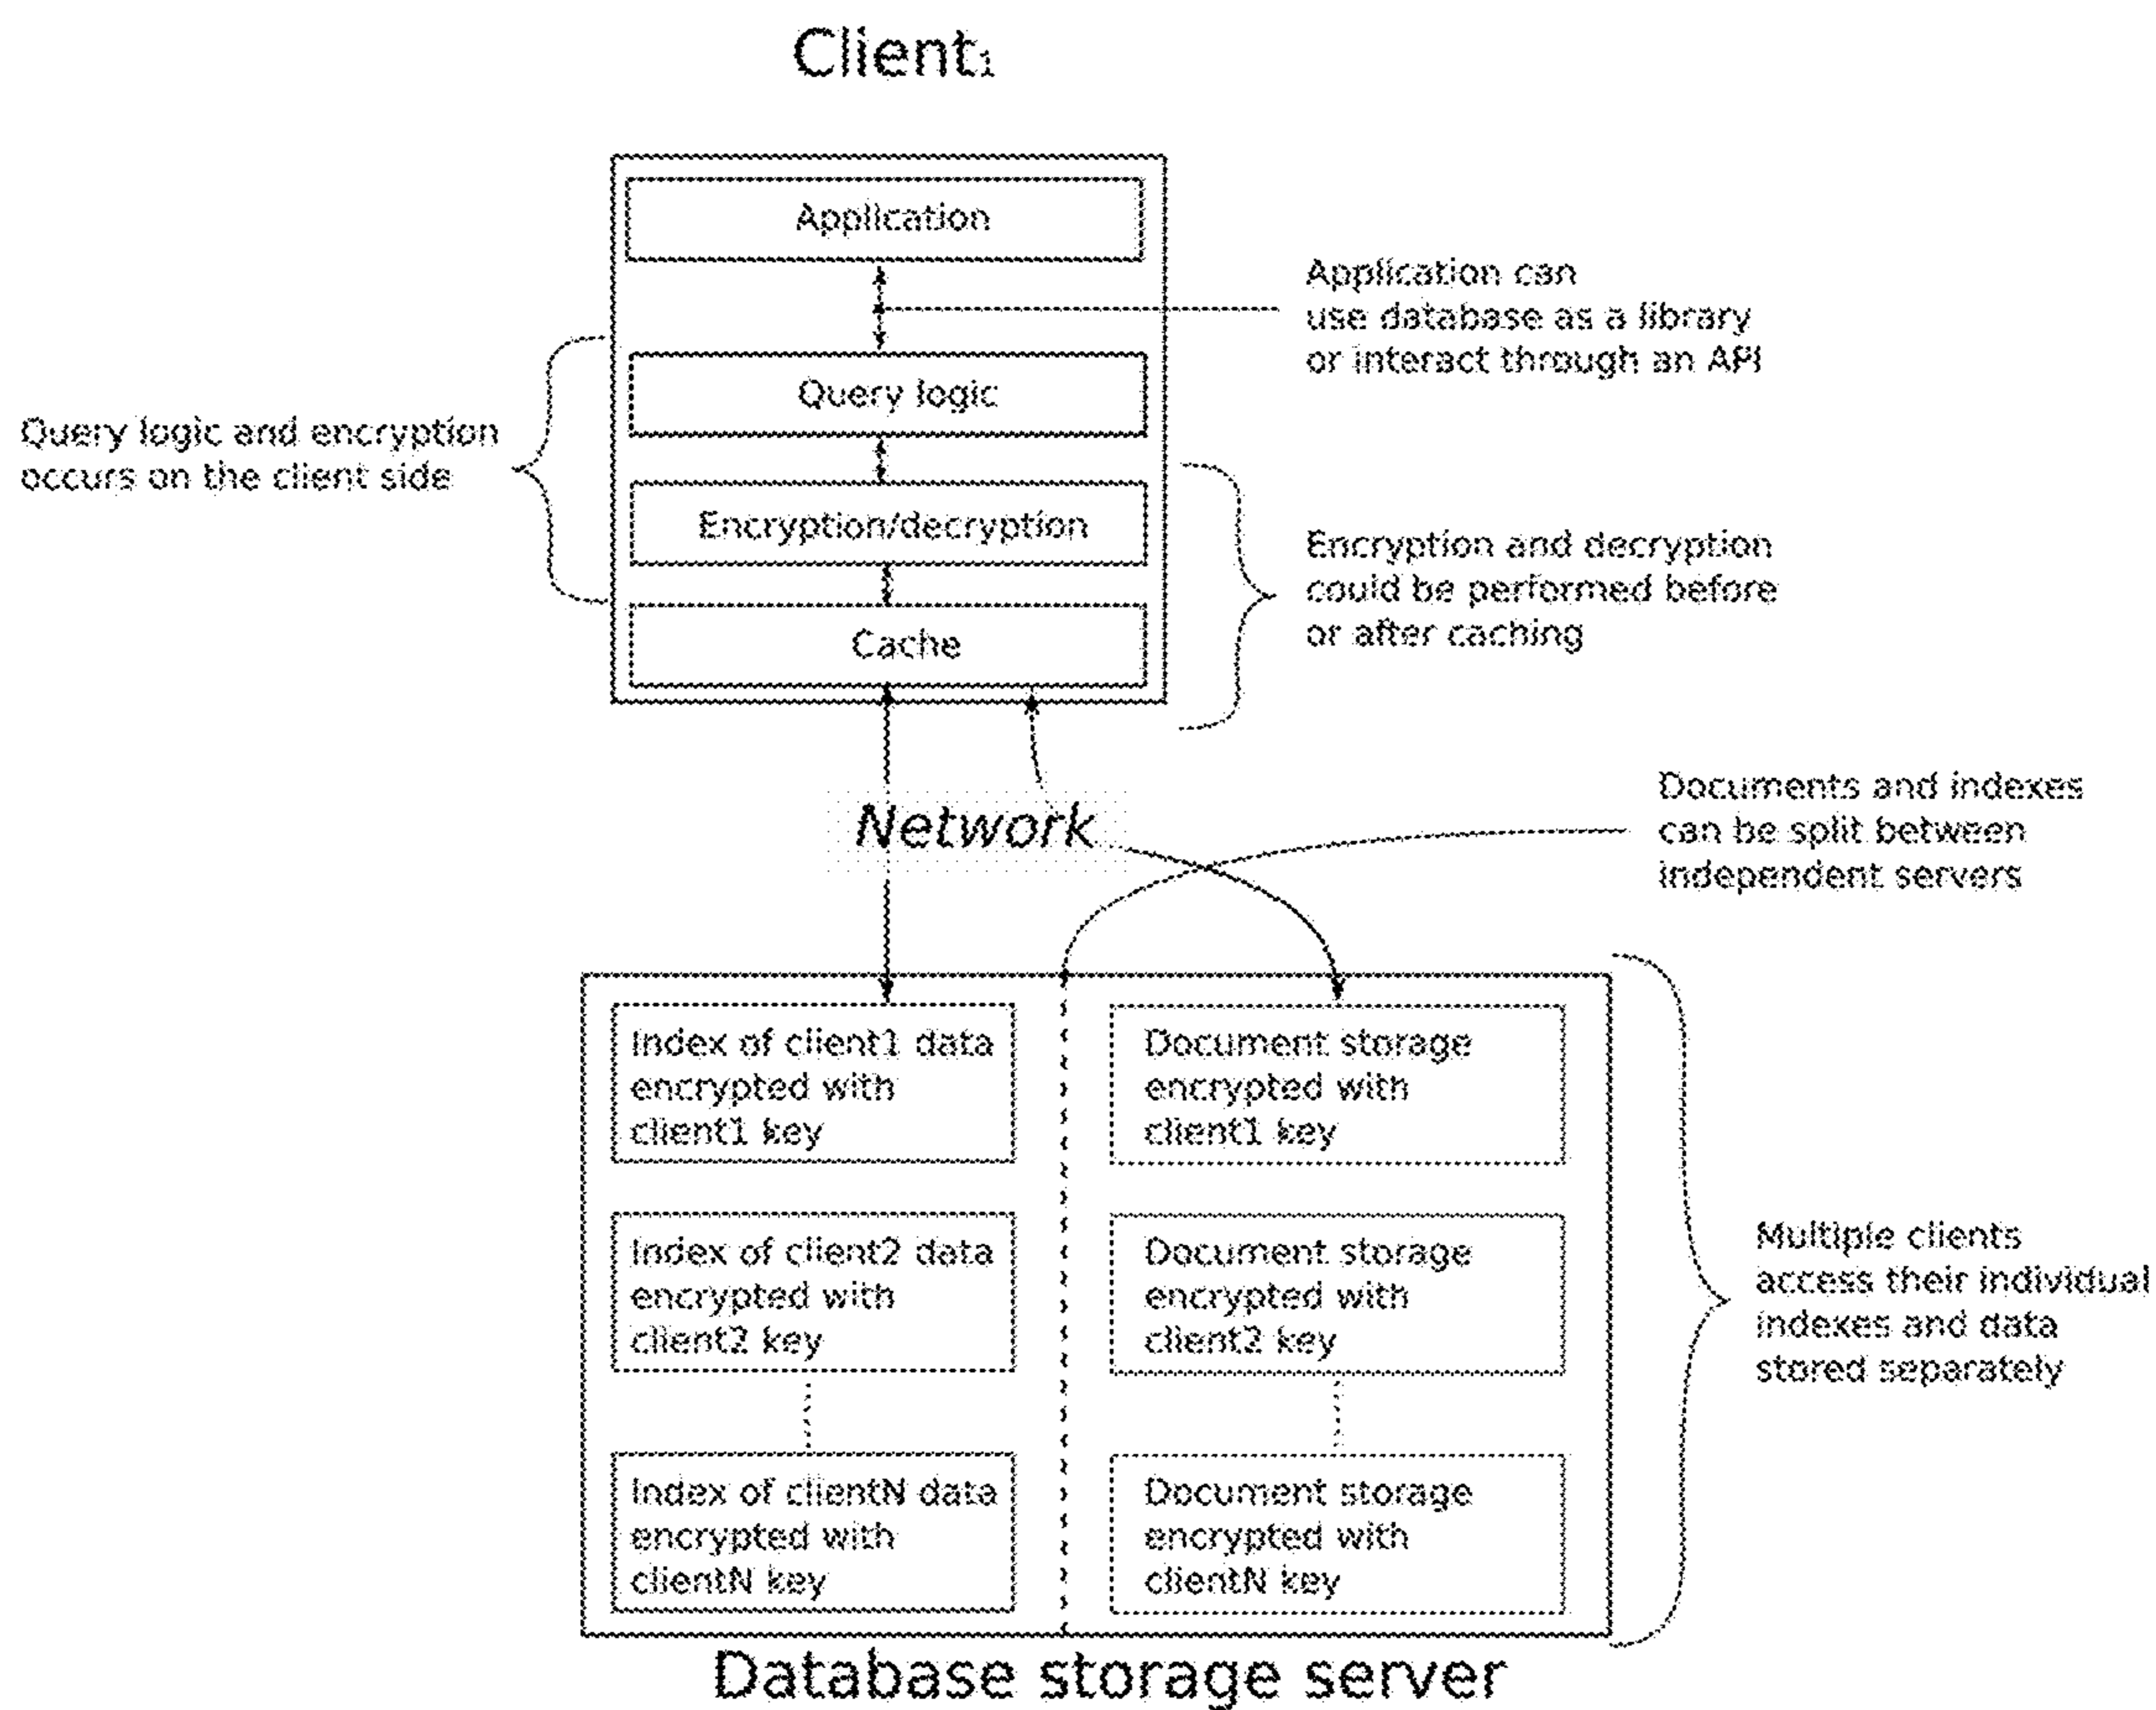 Client1
Application
Application can
use database as a library
or interact through an API
Query logic
Query logic and encryption
occurs on the client side
Encryption/decryption
Encryption and decryption
could be performed before
or after caching
Cache
Network
Documents and indexes
can be split between
independent servers
Index of client1 data
encrypted with
client1 key
Document storage
encrypted with
client1 key
Index of client2 data
encrypted with
client2 key
Document storage
encrypted with
client2 key
Multiple clients
access their individual
indexes and data
stored separately
Index of clientN data
encrypted with
clientN key
Document storage
encrypted with
clientN key
Database storage server